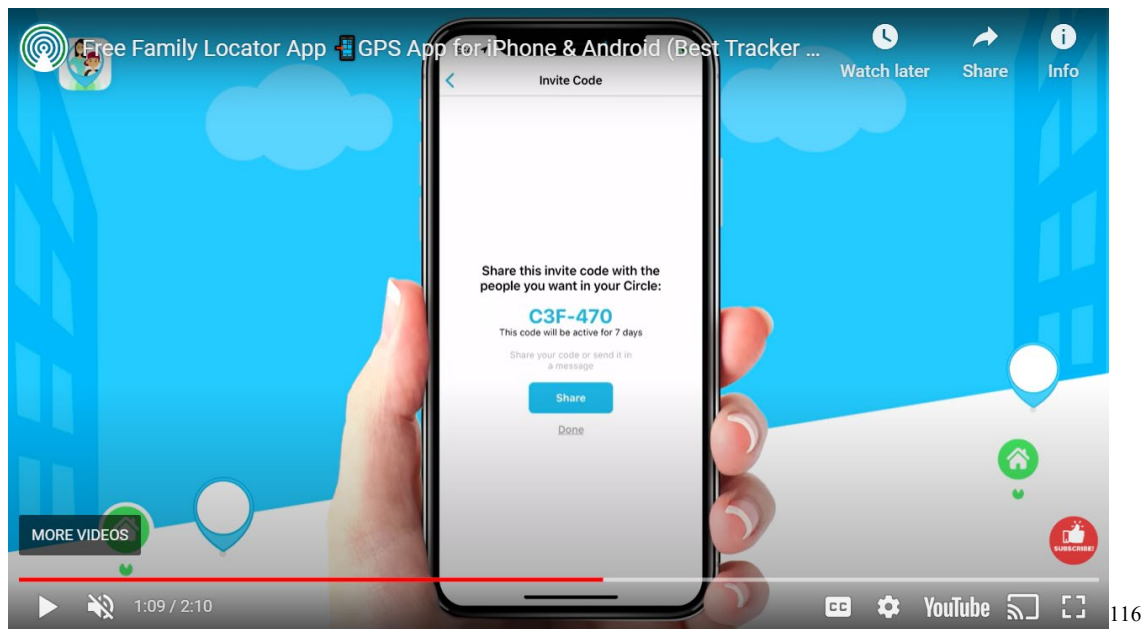 Free Family Locator App 📲GPS App for iPhone & Android (Best Tracker ...
Watch later
Share
Info
Invite Code
Share this invite code with the
people you want in your Circle:
C3F-470
This code will be active for 7 days
Share your code or send it in
a message
Share
Done
MORE VIDEOS
SUBSCRIBE!
1:09 / 2:10
CC
YouTube
116